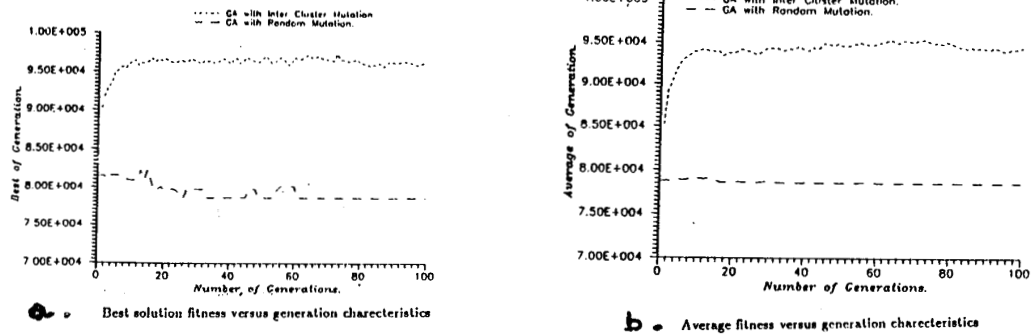 GA with Inter Cluster Mutation
GA with Random Mutation.
1.00E+005
9.50E+004
9.00E+004
8.50E+004
8.00E+004
7 50E+004
7 00E+004
Best of Generation.
0 20 40 60 80 100
Number of Generations.
a. Best solution fitness versus generation charecteristics
GA with Inter Cluster Mutation.
GA with Random Mutation.
9.50E+004
9.00E+004
8.50E+004
8.00E+004
7.50E+004
7.00E+004
Average of Generation
0 20 40 60 80 100
Number of Generations.
b. Average fitness versus generation charecteristics